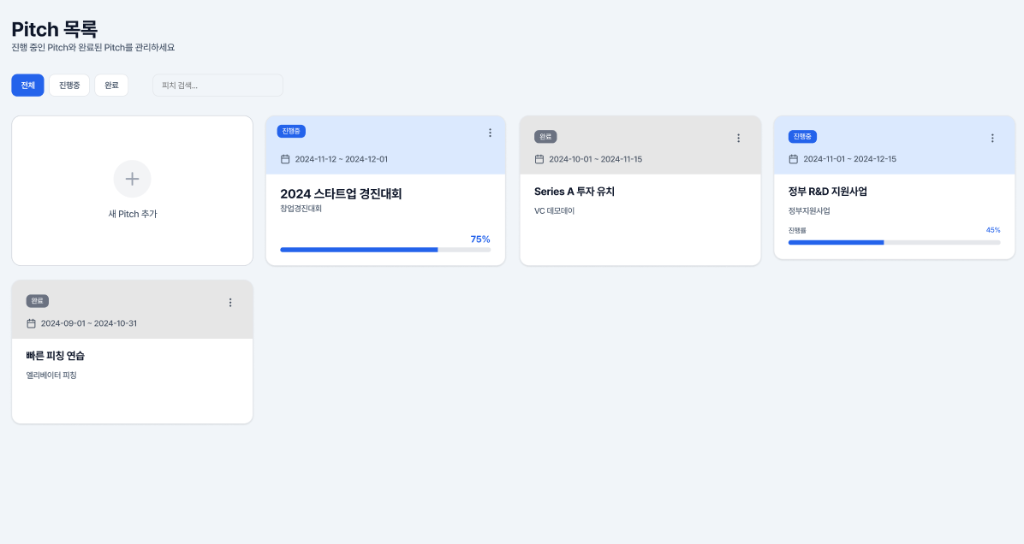 Pitch 목록
진행 중인 Pitch와 완료된 Pitch를 관리하세요
전체
진행중
완료
피치 검색...
새 Pitch 추가
진행중
2024-11-12 ~ 2024-12-01
2024 스타트업 경진대회
창업경진대회
75%
완료
2024-10-01 ~ 2024-11-15
Series A 투자 유치
VC 데모데이
진행중
2024-11-01 ~ 2024-12-15
정부 R&D 지원사업
정부지원사업
진행률
45%
완료
2024-09-01 ~ 2024-10-31
빠른 피칭 연습
엘리베이터 피칭